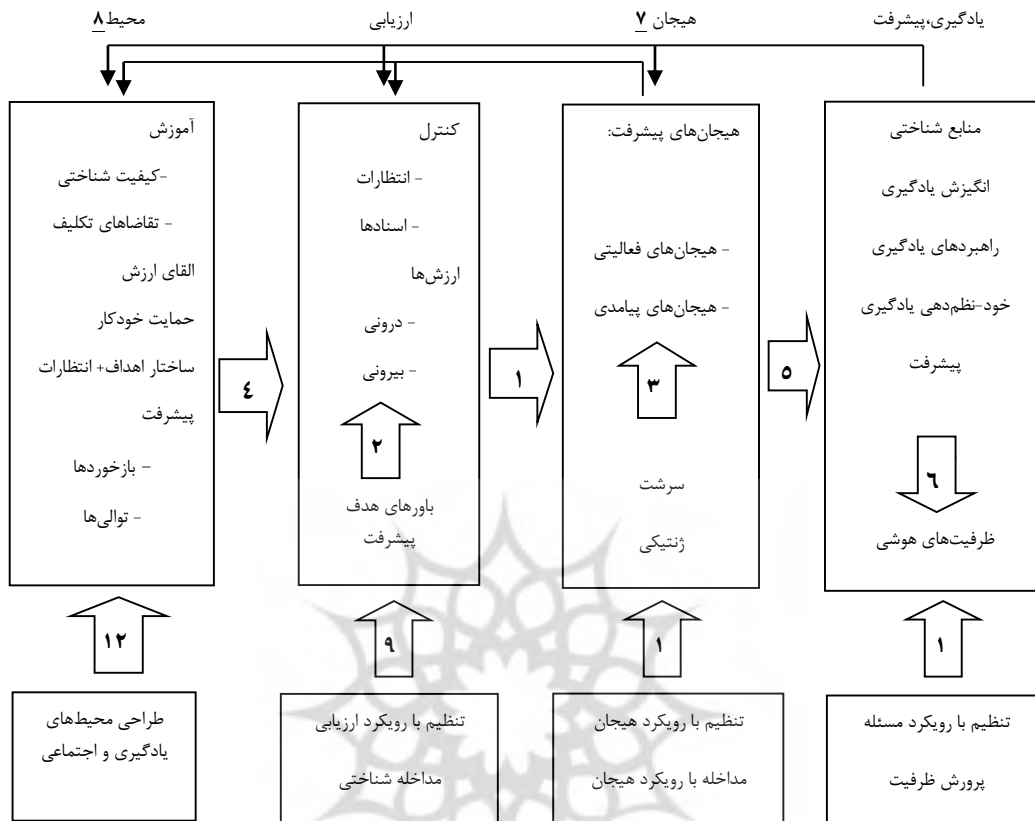 یادگیری،پیشرفت
هیجان ۷
ارزیابی
محیط۸
منابع شناختی
انگیزش یادگیری
راهبردهای یادگیری
خود-نظم‌دهی یادگیری
پیشرفت
۶
ظرفیت‌های هوشی
۵
هیجان‌های پیشرفت:
- هیجان‌های فعالیتی
- هیجان‌های پیامدی
۳
سرشت
ژنتیکی
۱
کنترل
- انتظارات
- اسنادها
ارزش‌ها
- درونی
- بیرونی
۲
باورهای هدف
پیشرفت
٤
آموزش
-کیفیت شناختی
- تقاضاهای تکلیف
القای ارزش
حمایت خودکار
ساختار اهداف+ انتظارات
پیشرفت
- بازخوردها
- توالی‌ها
۱
۱
۹
۱۲
تنظیم با رویکرد مسئله
پرورش ظرفیت
تنظیم با رویکرد هیجان
مداخله با رویکرد هیجان
تنظیم با رویکرد ارزیابی
مداخله شناختی
طراحی محیط‌های
یادگیری و اجتماعی